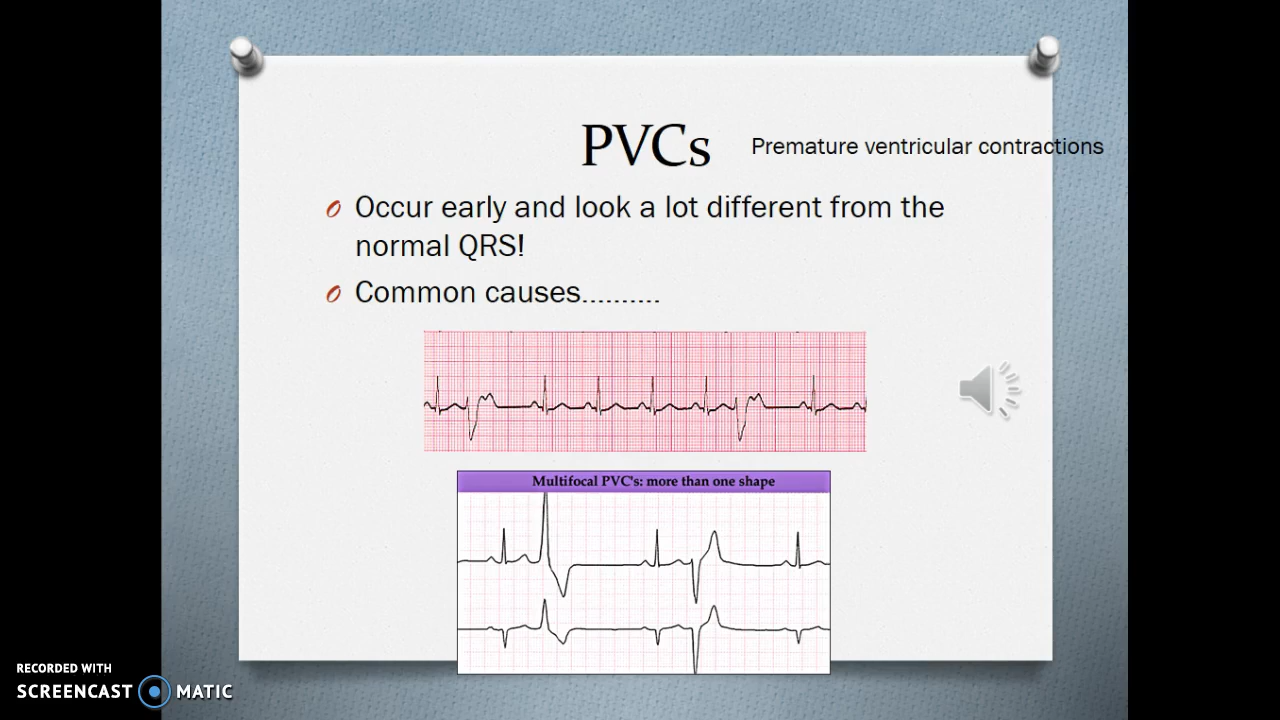 PVCs
Premature ventricular contractions
Occur early and look a lot different from the
normal QRS!
Common causes..........
Multifocal PVC's: more than one shape
RECORDED WITH
SCREENCAST MATIC